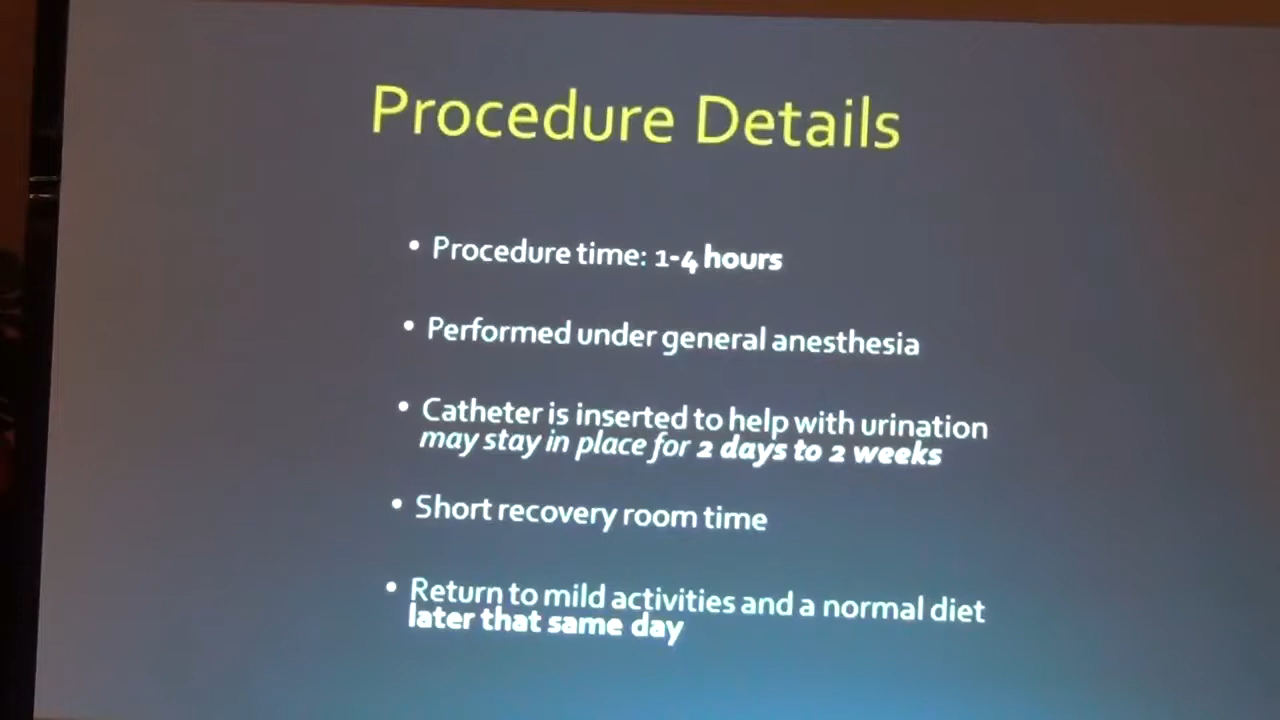 Procedure Details
• Procedure time: 1-4 hours
• Performed under general anesthesia
• Catheter is inserted to help with urination
may stay in place for 2 days to 2 weeks
• Short recovery room time
• Return to mild activities and a normal diet
later that same day